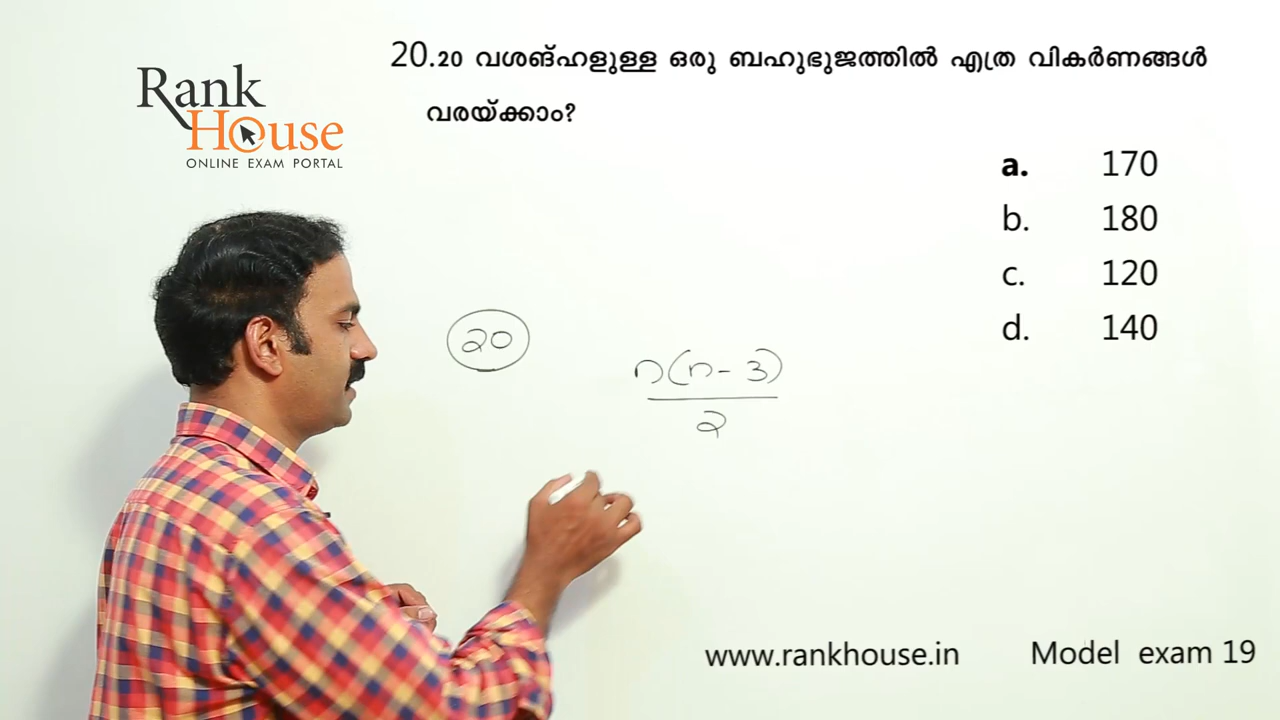 20.20 വശങ്ഹളുള്ള ഒരു ബഹുഭുജത്തിൽ എത്ര വികർണങ്ങൾ
വരയ്ക്കാം?
Rank
House
ONLINE EXAM PORTAL
a. 170
b. 180
c. 120
d. 140
20
n(n-3)
2
www.rankhouse.in Model exam 19